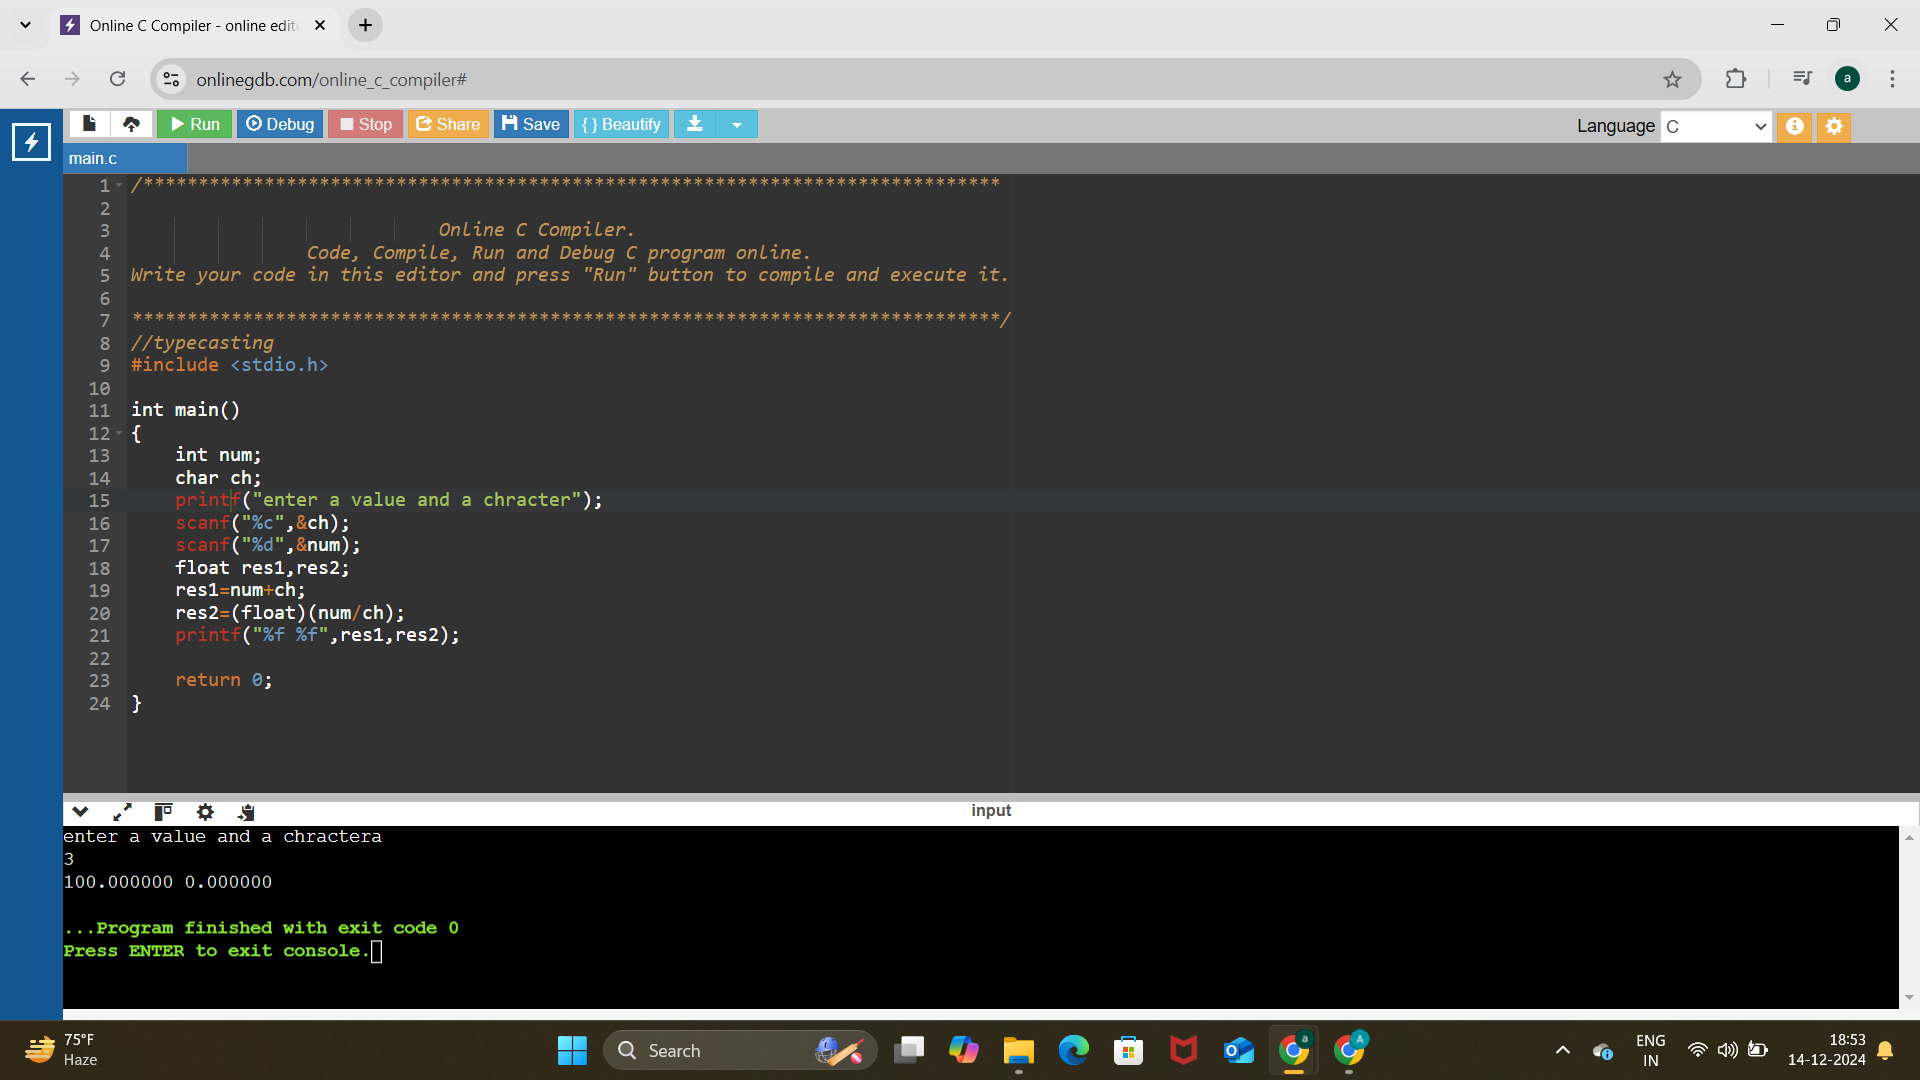 Online C Compiler - online edit
onlinegdb.com/online_c_compiler#
Run Debug Stop Share Save { } Beautify
Language C
main.c
1 /******************************************************************************
2
3 Online C Compiler.
4 Code, Compile, Run and Debug C program online.
5 Write your code in this editor and press "Run" button to compile and execute it.
6
7 *******************************************************************************/
8 //typecasting
9 #include <stdio.h>
10
11 int main()
12 {
13 int num;
14 char ch;
15 printf("enter a value and a chracter");
16 scanf("%c",&ch);
17 scanf("%d",&num);
18 float res1,res2;
19 res1=num+ch;
20 res2=(float)(num/ch);
21 printf("%f %f",res1,res2);
22
23 return 0;
24 }
input
enter a value and a chractera
3
100.000000 0.000000
...Program finished with exit code 0
Press ENTER to exit console.
75°F
Haze
Search
ENG
IN
18:53
14-12-2024